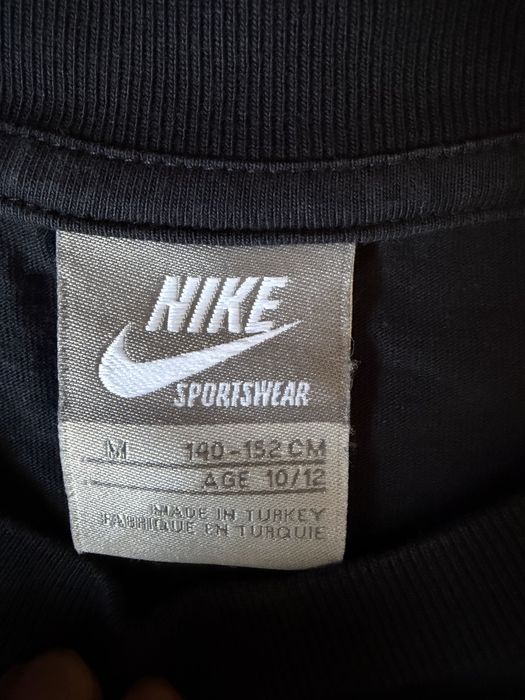 NIKE
SPORTSWEAR
M 140-152 CM
AGE 10/12
MADE IN TURKEY
FABRIQUE EN TURQUIE